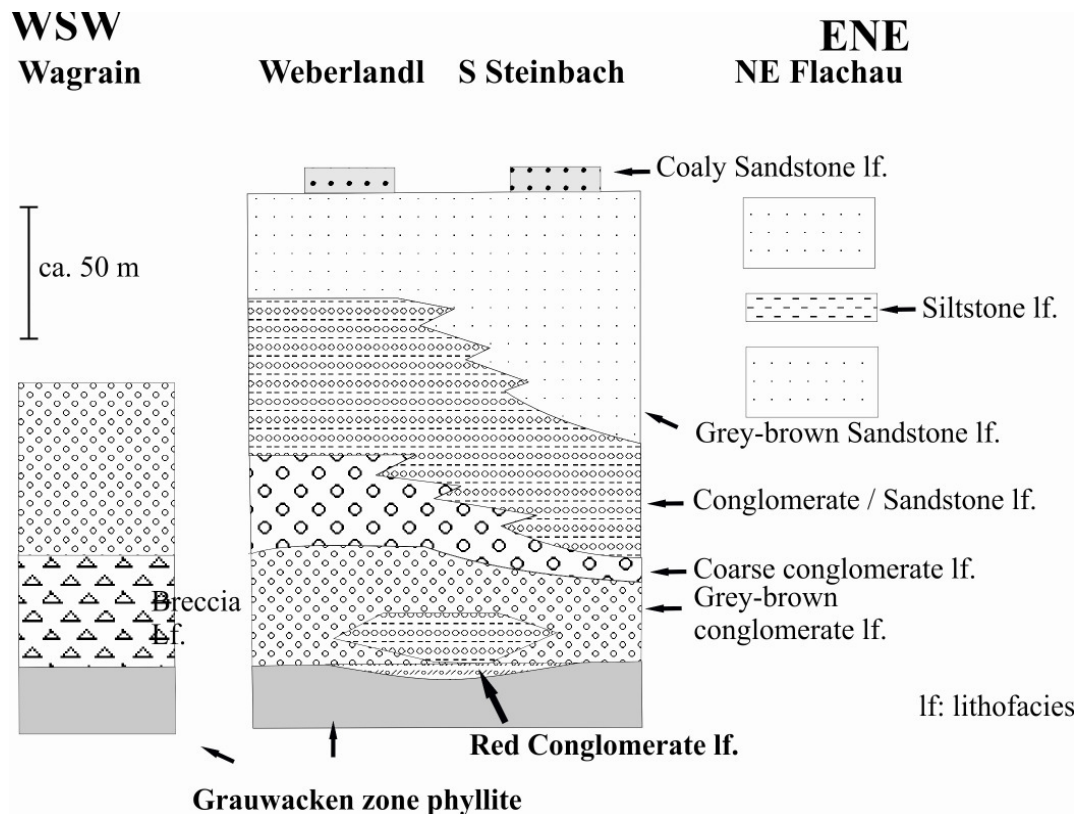 WSW
ENE
Wagrain
Weberlandl
S Steinbach
NE Flachau
Coaly Sandstone lf.
ca. 50 m
Siltstone lf.
Grey-brown Sandstone lf.
Conglomerate / Sandstone lf.
Coarse conglomerate lf.
Grey-brown
conglomerate lf.
Breccia
Lf.
lf: lithofacies
Red Conglomerate lf.
Grauwacken zone phyllite